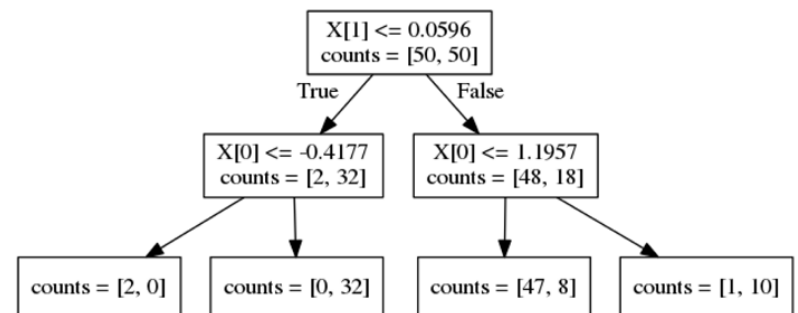 X[1] <= 0.0596
counts = [50, 50]
True
False
X[0] <= -0.4177
counts = [2, 32]
X[0] <= 1.1957
counts = [48, 18]
counts = [2, 0]
counts = [0, 32]
counts = [47, 8]
counts = [1, 10]